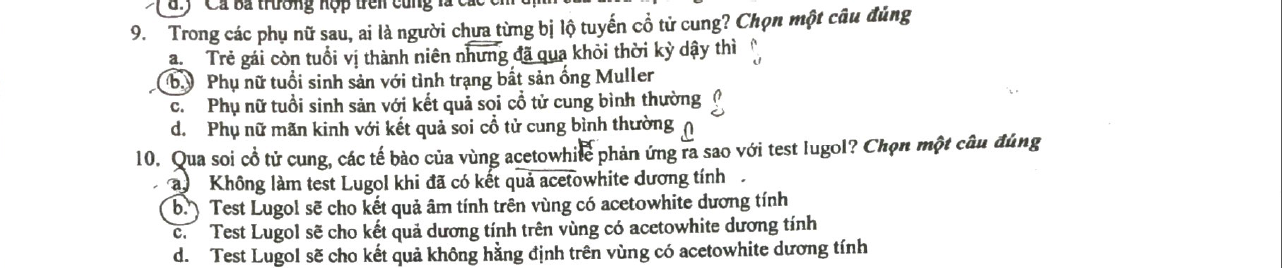 d. Cả ba trường hợp trên cùng là các chỉ định
9. Trong các phụ nữ sau, ai là người chưa từng bị lộ tuyến cổ tử cung? Chọn một câu đúng
a. Trẻ gái còn tuổi vị thành niên nhưng đã qua khỏi thời kỳ dậy thì
b. Phụ nữ tuổi sinh sản với tình trạng bất sản ống Muller
c. Phụ nữ tuổi sinh sản với kết quả soi cổ tử cung bình thường
d. Phụ nữ mãn kinh với kết quả soi cổ tử cung bình thường
10. Qua soi cổ tử cung, các tế bào của vùng acetowhite phản ứng ra sao với test lugol? Chọn một câu đúng
a. Không làm test Lugol khi đã có kết quả acetowhite dương tính
b. Test Lugol sẽ cho kết quả âm tính trên vùng có acetowhite dương tính
c. Test Lugol sẽ cho kết quả dương tính trên vùng có acetowhite dương tính
d. Test Lugol sẽ cho kết quả không hằng định trên vùng có acetowhite dương tính